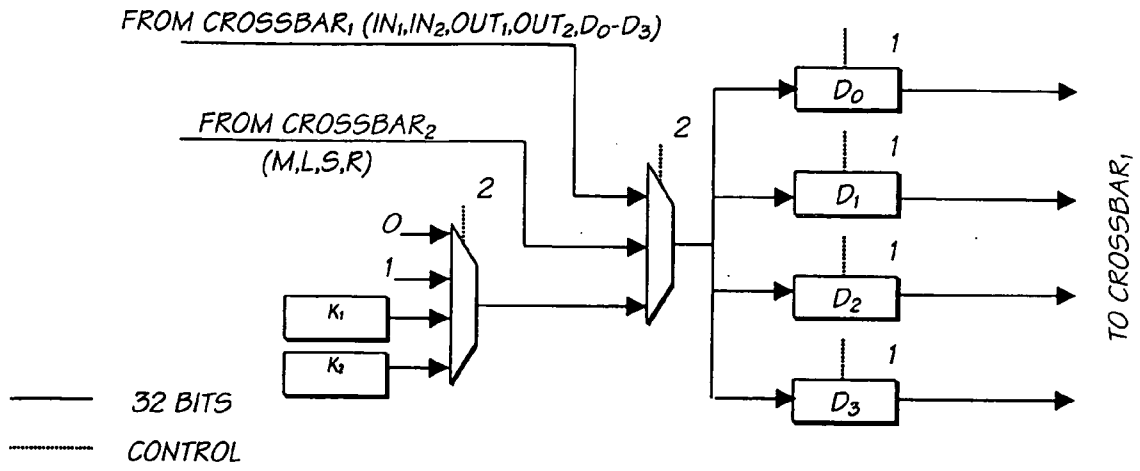 FROM CROSSBAR₁ (IN₁,IN₂,OUT₁,OUT₂,D₀-D₃)
1
D₀
FROM CROSSBAR₂
(M,L,S,R)
2
1
D₁
2
0
1
K₁
K₂
1
D₂
1
D₃
TO CROSSBAR₁
32 BITS
CONTROL